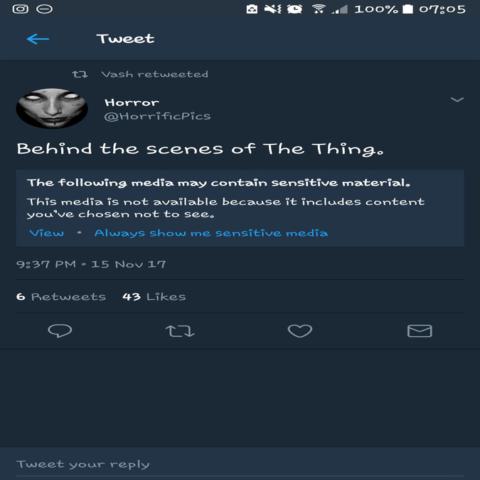 100% 07:05
Tweet
Vash retweeted
Horror
@HorrificPics
Behind the scenes of The Thing.
The following media may contain sensitive material.
This media is not available because it includes content
you've chosen not to see.
View • Always show me sensitive media
9:37 PM • 15 Nov 17
6 Retweets 43 Likes
Tweet your reply